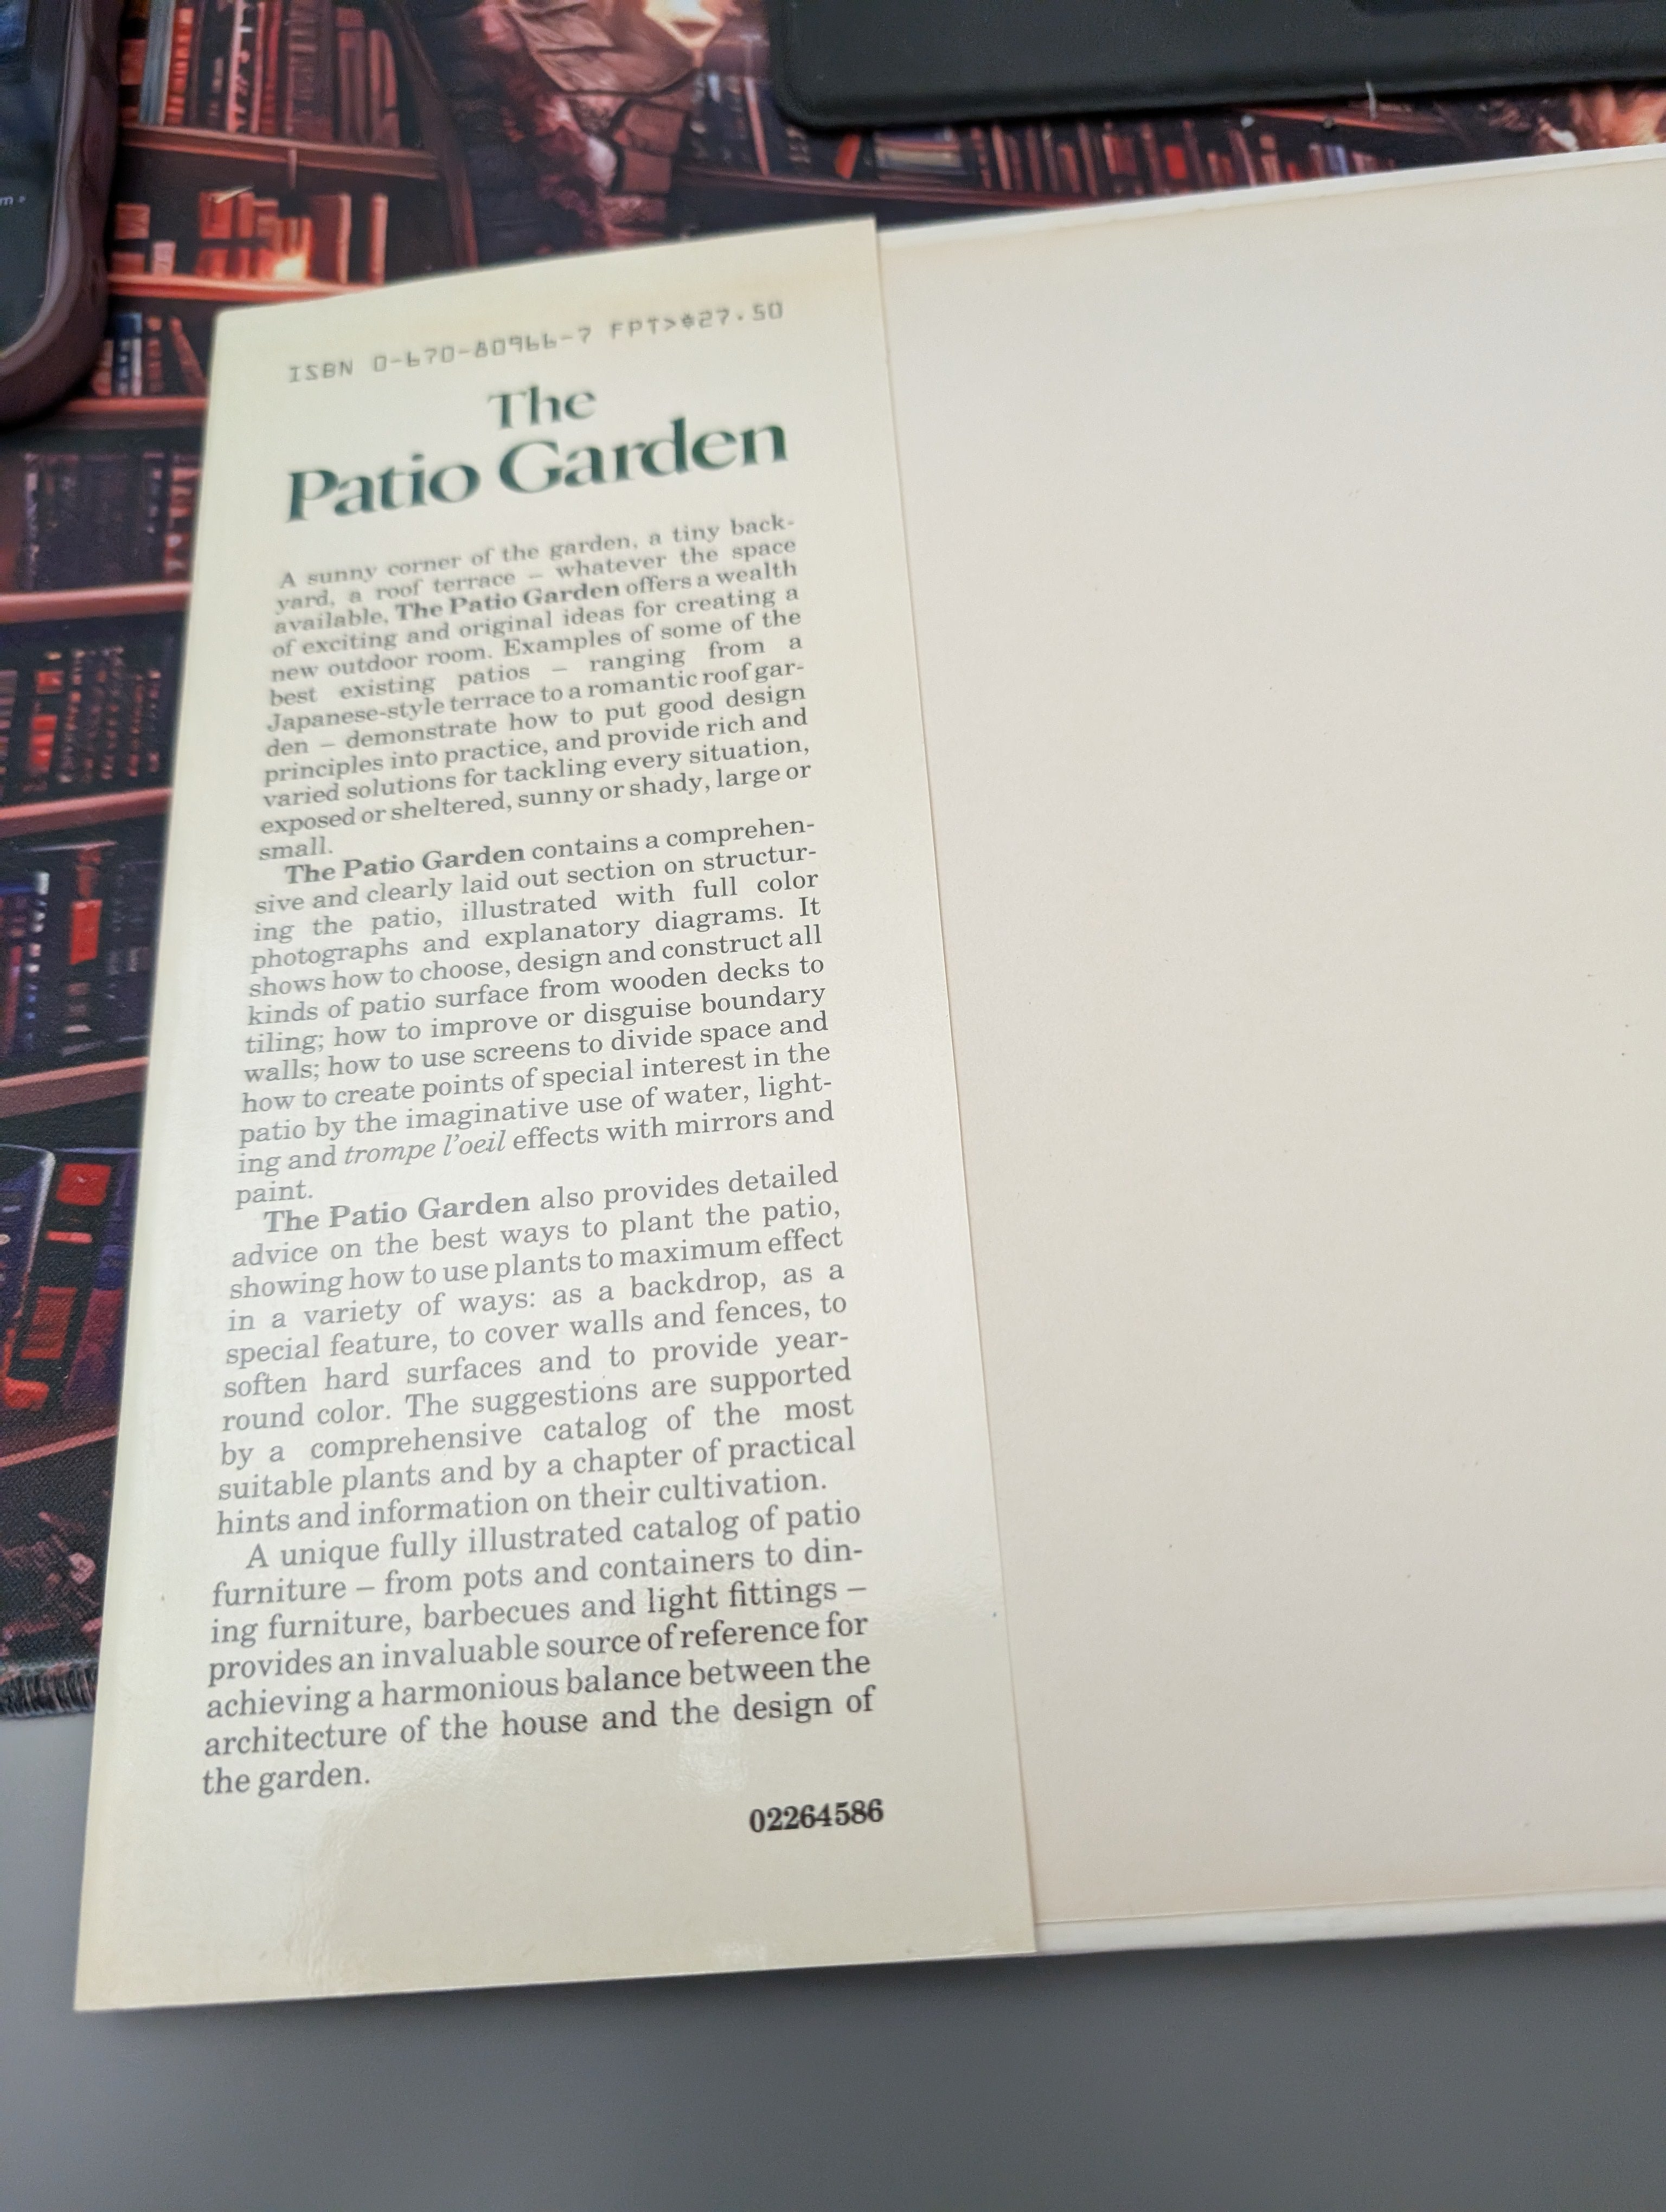 ISBN 0-670-80966-7 FPT>$27.50
The
Patio Garden
A sunny corner of the garden, a tiny back-
yard, a roof terrace – whatever the space
available, The Patio Garden offers a wealth
of exciting and original ideas for creating a
new outdoor room. Examples of some of the
best existing patios – ranging from a
Japanese-style terrace to a romantic roof gar-
den – demonstrate how to put good design
principles into practice, and provide rich and
varied solutions for tackling every situation,
exposed or sheltered, sunny or shady, large or
small.
The Patio Garden contains a comprehen-
sive and clearly laid out section on structur-
ing the patio, illustrated with full color
photographs and explanatory diagrams. It
shows how to choose, design and construct all
kinds of patio surface from wooden decks to
tiling; how to improve or disguise boundary
walls; how to use screens to divide space and
how to create points of special interest in the
patio by the imaginative use of water, light-
ing and trompe l'oeil effects with mirrors and
paint.
The Patio Garden also provides detailed
advice on the best ways to plant the patio,
showing how to use plants to maximum effect
in a variety of ways: as a backdrop, as a
special feature, to cover walls and fences, to
soften hard surfaces and to provide year-
round color. The suggestions are supported
by a comprehensive catalog of the most
suitable plants and by a chapter of practical
hints and information on their cultivation.
A unique fully illustrated catalog of patio
furniture – from pots and containers to din-
ing furniture, barbecues and light fittings –
provides an invaluable source of reference for
achieving a harmonious balance between the
architecture of the house and the design of
the garden.
02264586